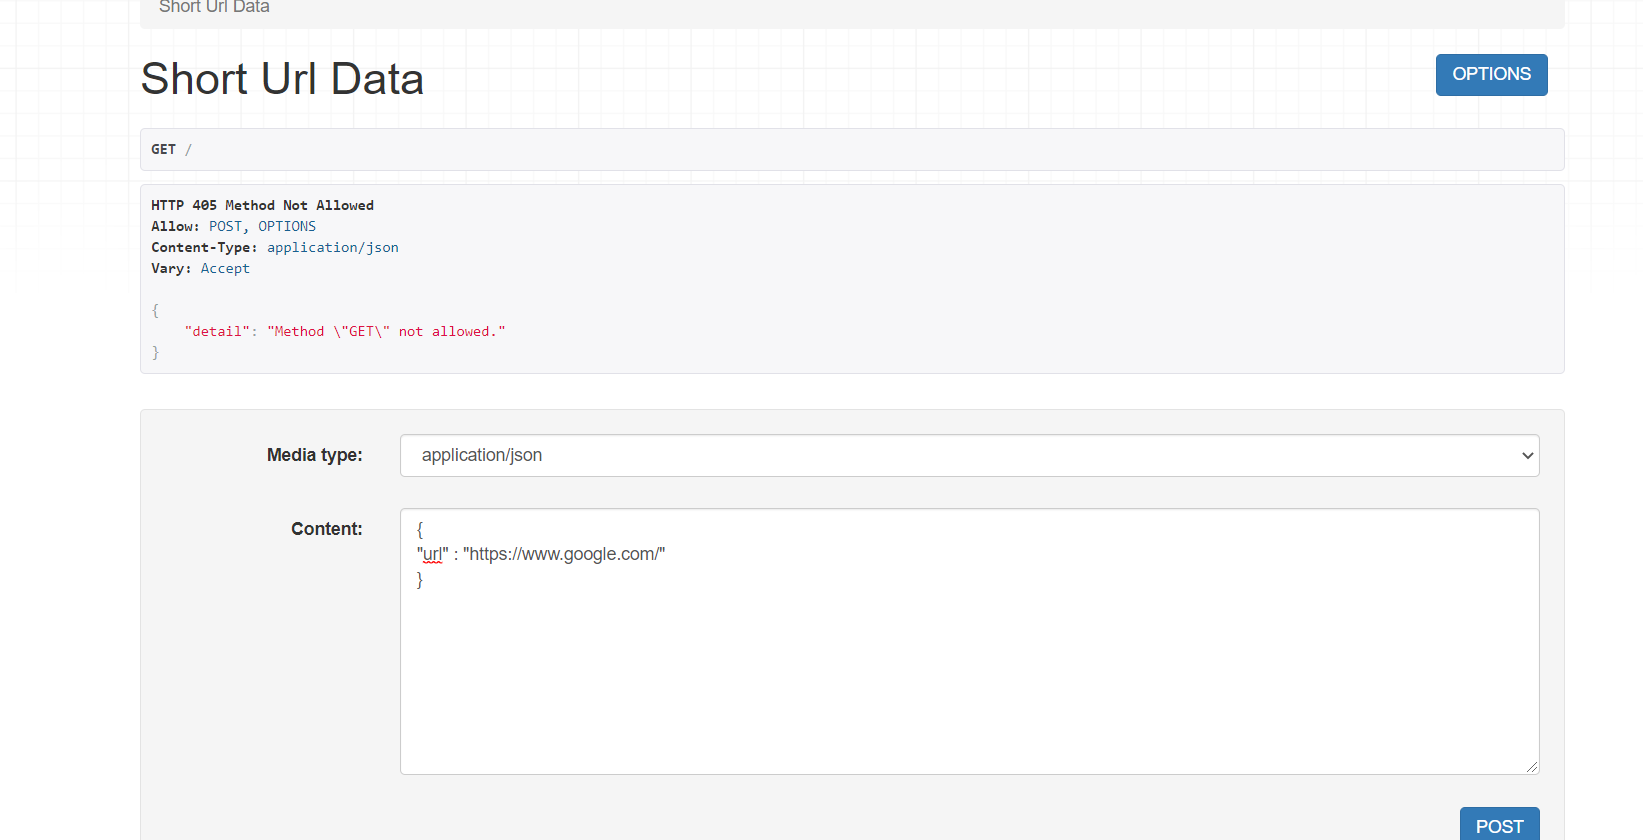 Short Url Data
Short Url Data
OPTIONS
GET /
HTTP 405 Method Not Allowed
Allow: POST, OPTIONS
Content-Type: application/json
Vary: Accept
{
"detail": "Method \"GET\" not allowed."
}
Media type:
application/json
Content:
{
"url" : "https://www.google.com/"
}
POST